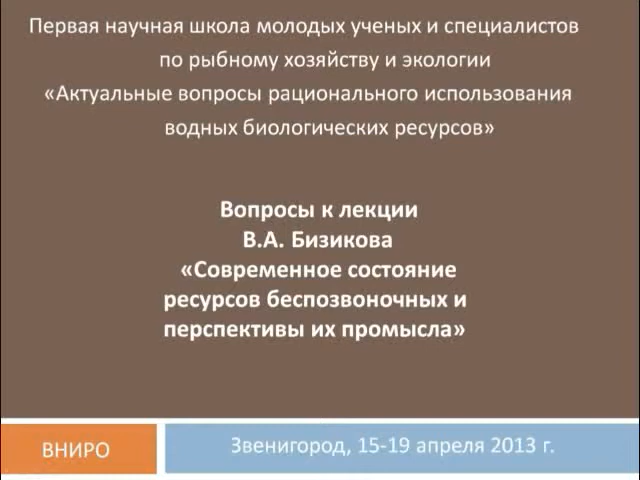 Первая научная школа молодых ученых и специалистов
по рыбному хозяйству и экологии
«Актуальные вопросы рационального использования
водных биологических ресурсов»
Вопросы к лекции
В.А. Бизикова
«Современное состояние
ресурсов беспозвоночных и
перспективы их промысла»
ВНИРО
Звенигород, 15-19 апреля 2013 г.